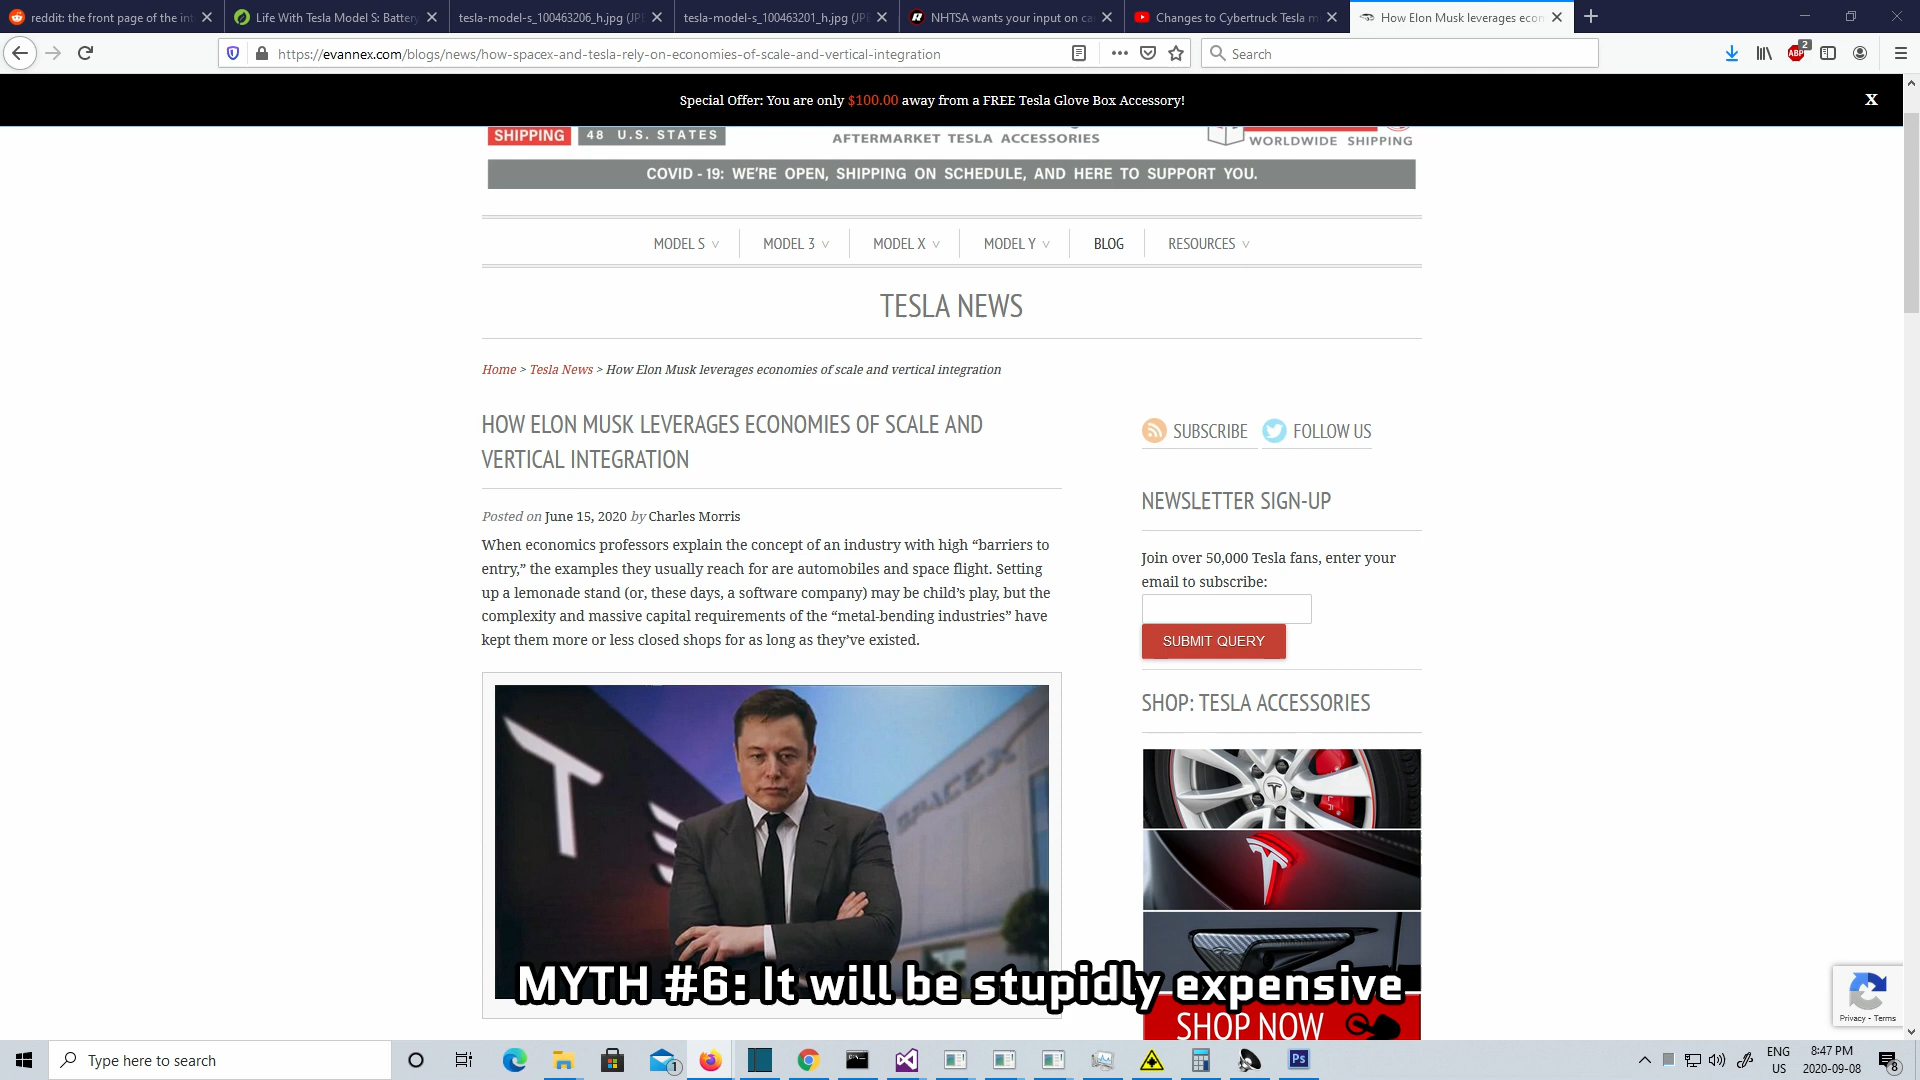 reddit: the front page of the int
Life With Tesla Model S: Battery
tesla-model-s_100463206_h.jpg (JPE
tesla-model-s_100463201_h.jpg (JPE
NHTSA wants your input on ca
Changes to Cybertruck Tesla m
How Elon Musk leverages econ
https://evannex.com/blogs/news/how-spacex-and-tesla-rely-on-economies-of-scale-and-vertical-integration
Search
ABP
2
Special Offer: You are only $100.00 away from a FREE Tesla Glove Box Accessory!
X
SHIPPING
48 U.S. STATES
AFTERMARKET TESLA ACCESSORIES
WORLDWIDE SHIPPING
COVID - 19: WE'RE OPEN, SHIPPING ON SCHEDULE, AND HERE TO SUPPORT YOU.
MODEL S
MODEL 3
MODEL X
MODEL Y
BLOG
RESOURCES
TESLA NEWS
Home > Tesla News > How Elon Musk leverages economies of scale and vertical integration
HOW ELON MUSK LEVERAGES ECONOMIES OF SCALE AND
VERTICAL INTEGRATION
Posted on June 15, 2020 by Charles Morris
When economics professors explain the concept of an industry with high “barriers to
entry,” the examples they usually reach for are automobiles and space flight. Setting
up a lemonade stand (or, these days, a software company) may be child’s play, but the
complexity and massive capital requirements of the “metal-bending industries” have
kept them more or less closed shops for as long as they’ve existed.
SPACEX
SUBSCRIBE
FOLLOW US
NEWSLETTER SIGN-UP
Join over 50,000 Tesla fans, enter your
email to subscribe:
SUBMIT QUERY
SHOP: TESLA ACCESSORIES
MYTH #6: It will be stupidly expensive
SHOP NOW
Privacy - Terms
Type here to search
1
Ps
ENG
US
8:47 PM
2020-09-08
8